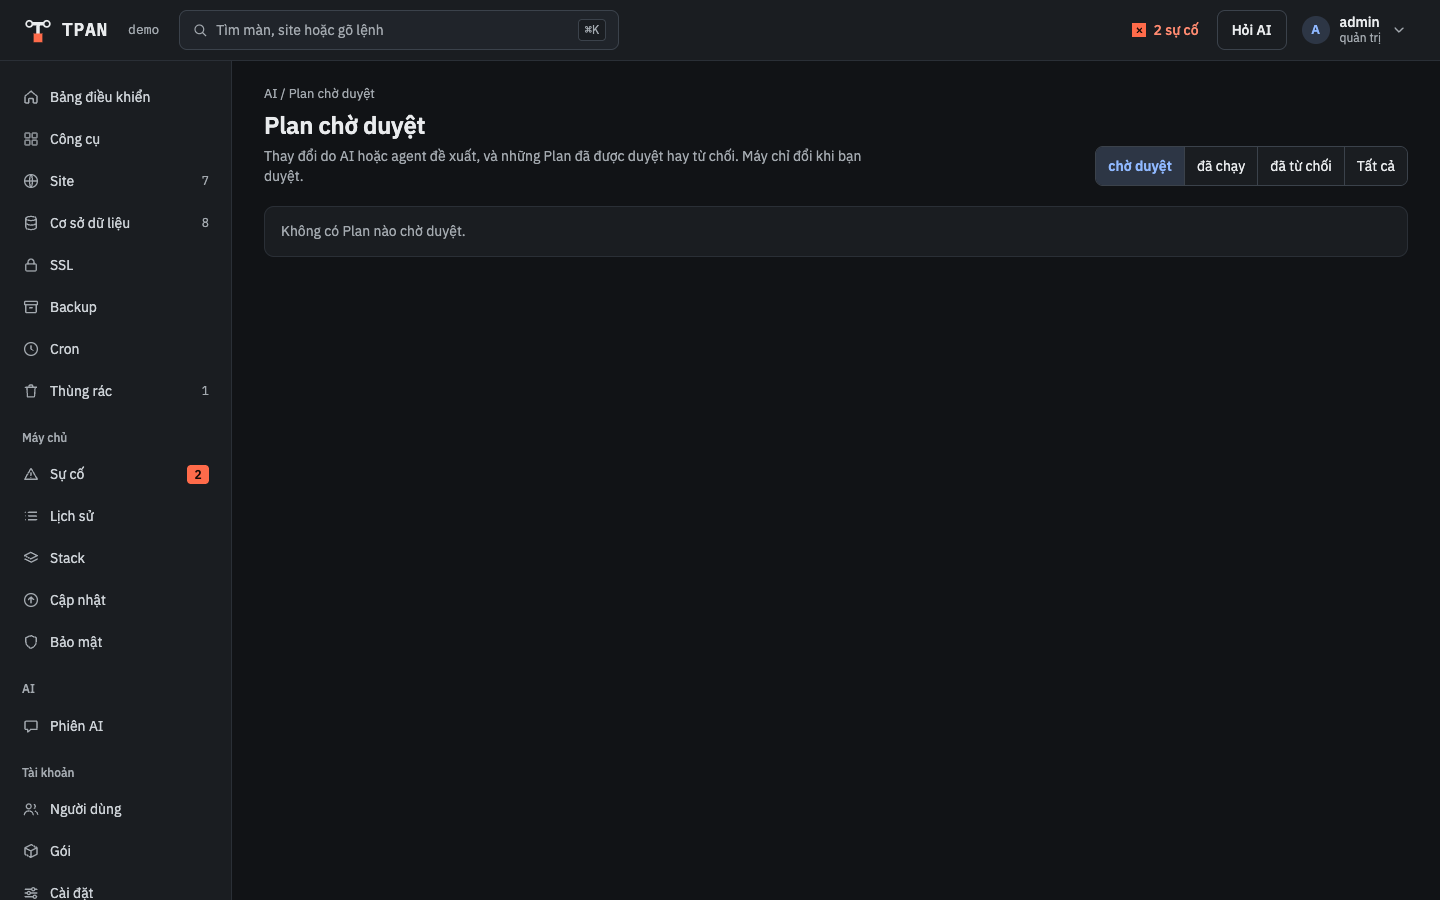 TPAN demo
Tìm màn, site hoặc gõ lệnh ⌘K
2 sự cố
Hỏi AI
A
admin
quản trị
Bảng điều khiển
Công cụ
Site 7
Cơ sở dữ liệu 8
SSL
Backup
Cron
Thùng rác 1
Máy chủ
Sự cố 2
Lịch sử
Stack
Cập nhật
Bảo mật
AI
Phiên AI
Tài khoản
Người dùng
Gói
Cài đặt
AI / Plan chờ duyệt
Plan chờ duyệt
Thay đổi do AI hoặc agent đề xuất, và những Plan đã được duyệt hay từ chối. Máy chỉ đổi khi bạn
duyệt.
chờ duyệt đã chạy đã từ chối Tất cả
Không có Plan nào chờ duyệt.